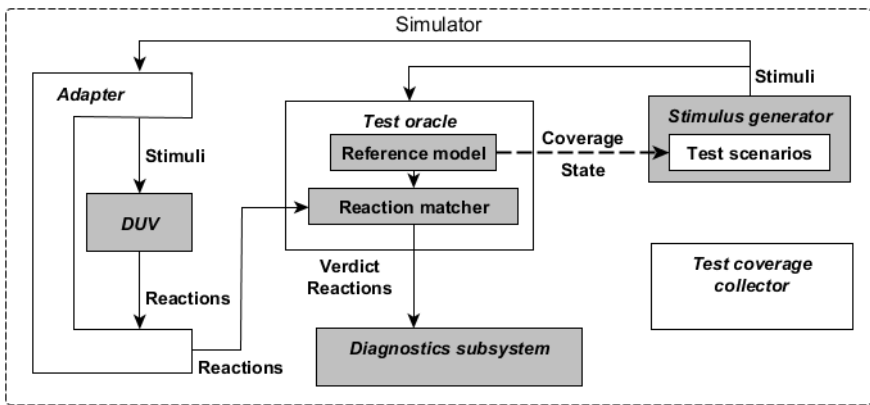 Simulator
Adapter
Stimuli
DUV
Reactions
Reactions
Test oracle
Reference model
Reaction matcher
Verdict
Reactions
Diagnostics subsystem
Coverage
State
Stimuli
Stimulus generator
Test scenarios
Test coverage
collector